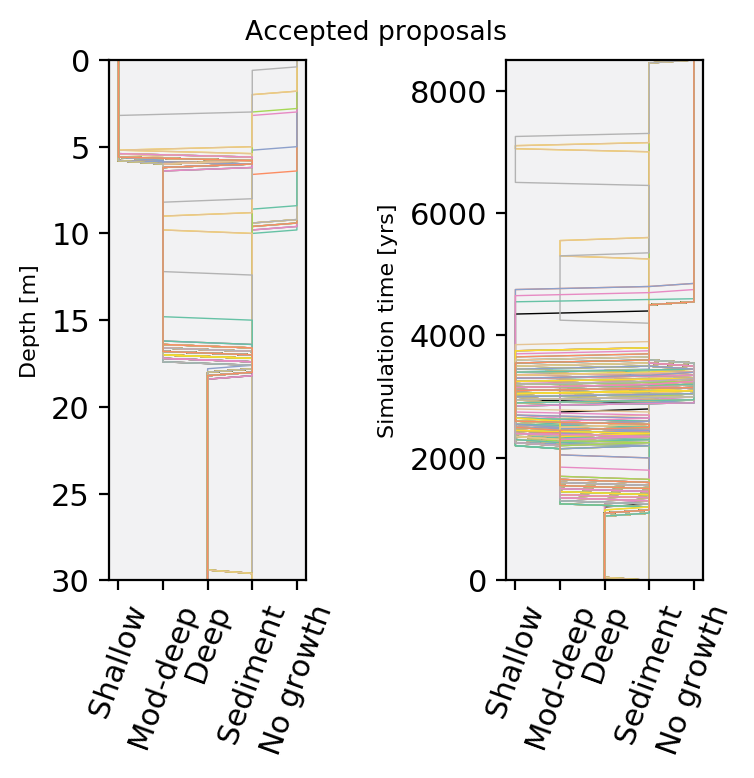 Accepted proposals
0
5
10
15
20
25
30
Depth [m]
Shallow
Mod-deep
Deep
Sediment
No growth
8000
6000
4000
2000
0
Simulation time [yrs]
Shallow
Mod-deep
Deep
Sediment
No growth